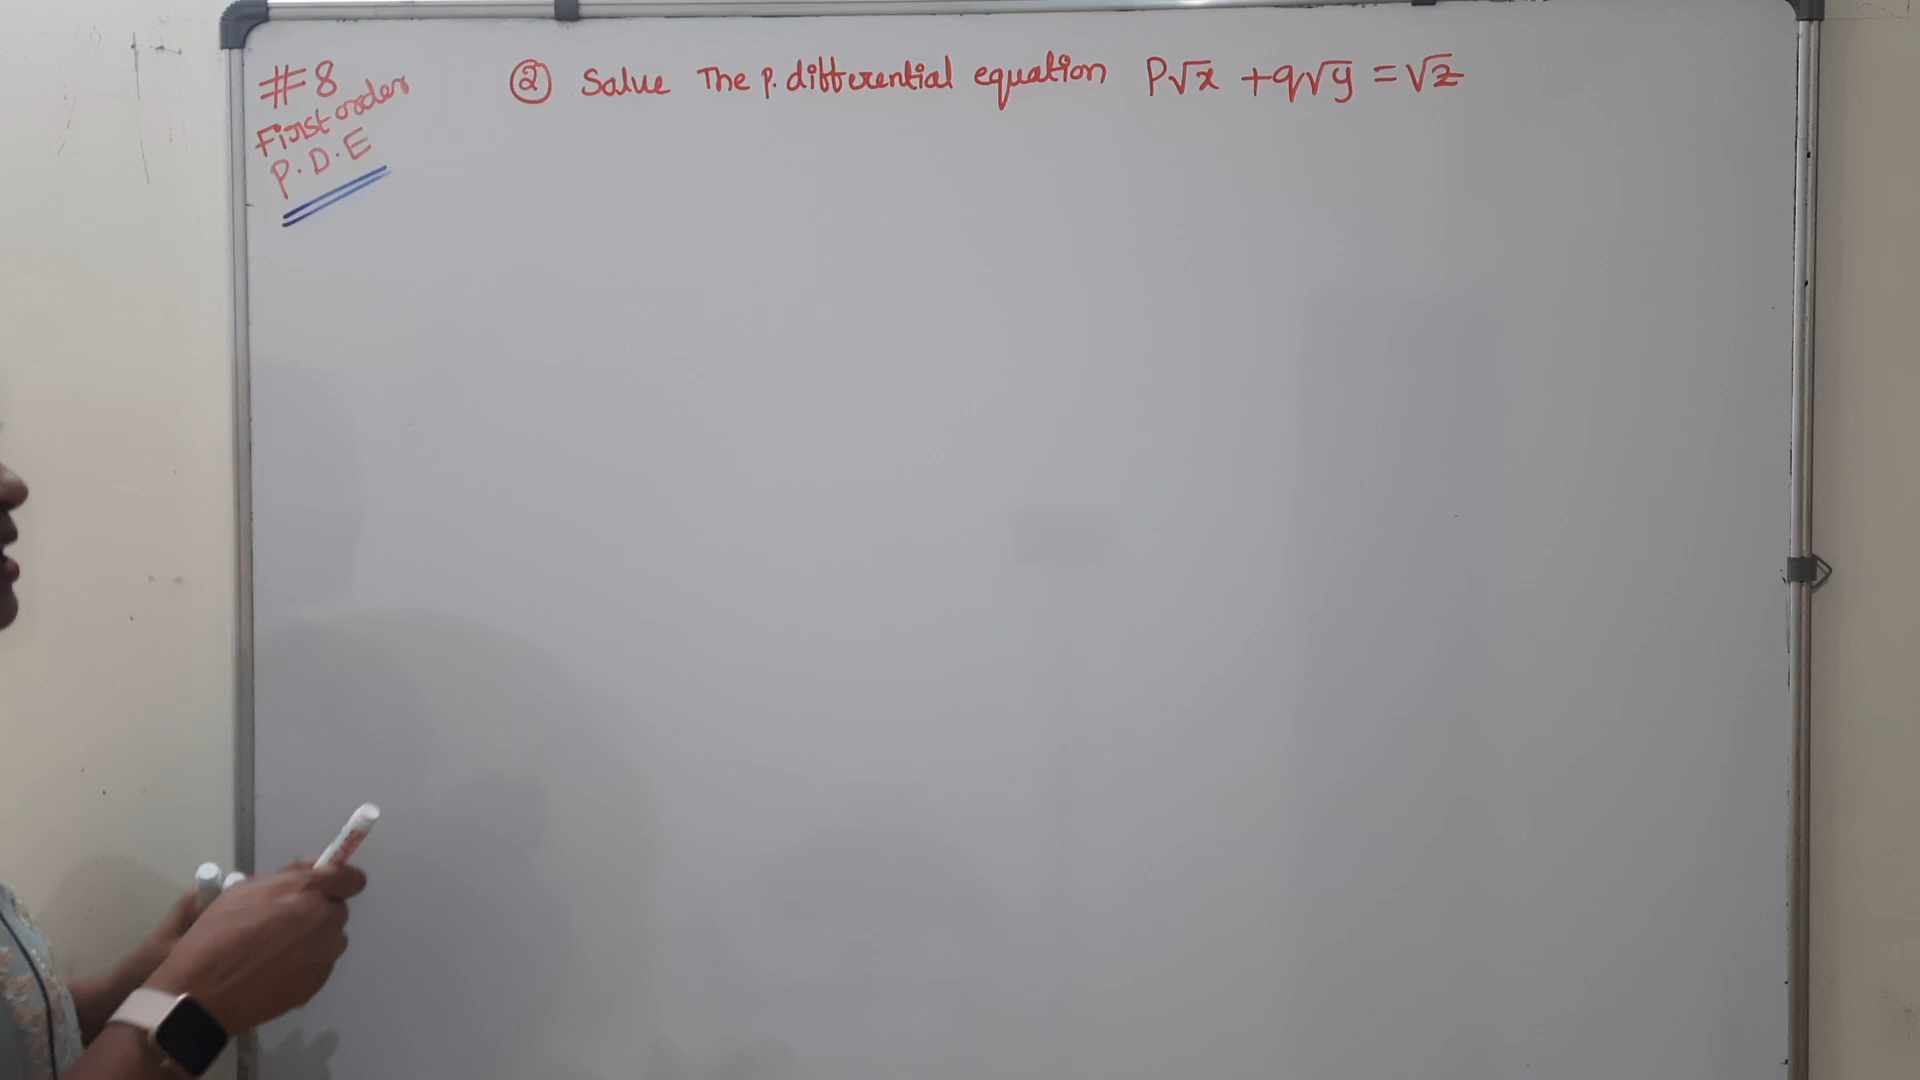 #8
First order
P.D.E
② Salue The p. differential equation P√x + q√y = √z